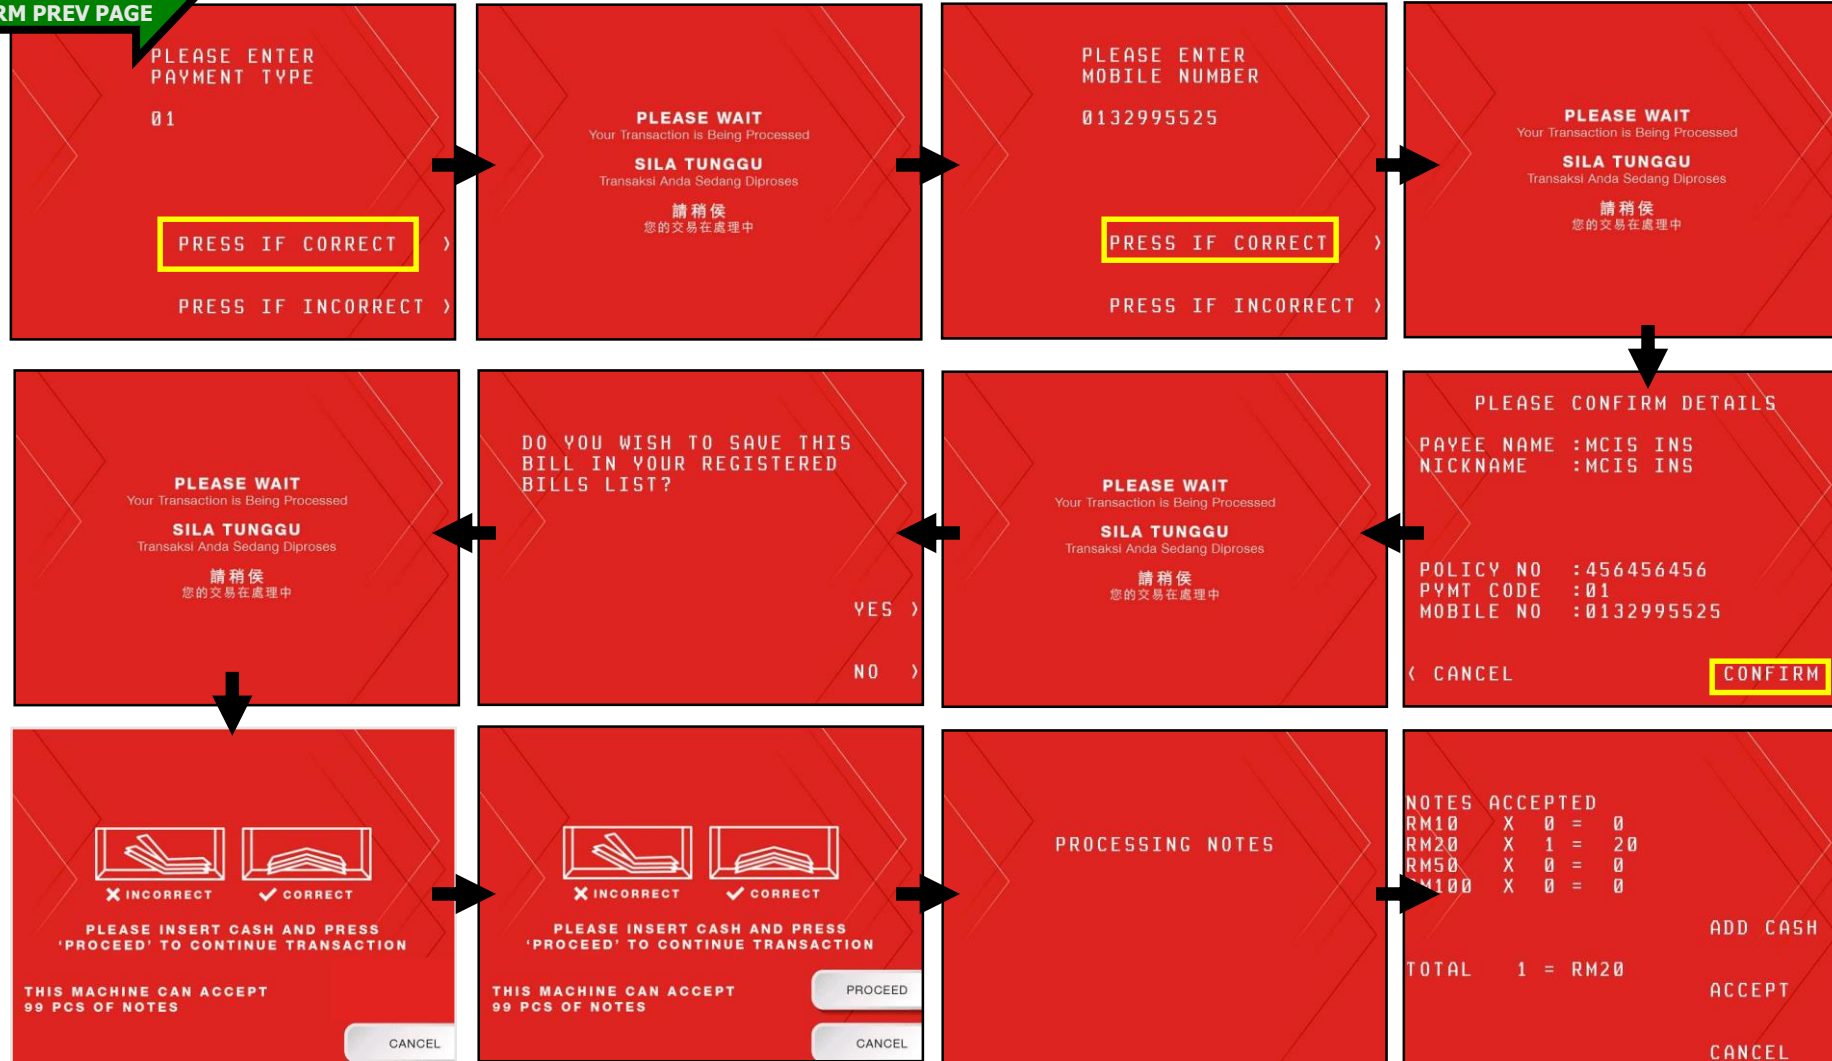 RM PREV PAGE
PLEASE ENTER
PAYMENT TYPE
01
PRESS IF CORRECT >
PRESS IF INCORRECT >
PLEASE WAIT
Your Transaction is Being Processed
SILA TUNGGU
Transaksi Anda Sedang Diproses
請稍侯
您的交易在處理中
PLEASE ENTER
MOBILE NUMBER
0132995525
PRESS IF CORRECT >
PRESS IF INCORRECT >
PLEASE WAIT
Your Transaction is Being Processed
SILA TUNGGU
Transaksi Anda Sedang Diproses
請稍侯
您的交易在處理中
PLEASE CONFIRM DETAILS
PAYEE NAME :MCIS INS
NICKNAME :MCIS INS
POLICY NO :456456456
PYMT CODE :01
MOBILE NO :0132995525
< CANCEL CONFIRM
PLEASE WAIT
Your Transaction is Being Processed
SILA TUNGGU
Transaksi Anda Sedang Diproses
請稍侯
您的交易在處理中
DO YOU WISH TO SAVE THIS
BILL IN YOUR REGISTERED
BILLS LIST?
YES >
NO >
PLEASE WAIT
Your Transaction is Being Processed
SILA TUNGGU
Transaksi Anda Sedang Diproses
請稍侯
您的交易在處理中
INCORRECT CORRECT
PLEASE INSERT CASH AND PRESS
'PROCEED' TO CONTINUE TRANSACTION
THIS MACHINE CAN ACCEPT
99 PCS OF NOTES
CANCEL
INCORRECT CORRECT
PLEASE INSERT CASH AND PRESS
'PROCEED' TO CONTINUE TRANSACTION
THIS MACHINE CAN ACCEPT
99 PCS OF NOTES
PROCEED
CANCEL
PROCESSING NOTES
NOTES ACCEPTED
RM10 X 0 = 0
RM20 X 1 = 20
RM50 X 0 = 0
RM100 X 0 = 0
ADD CASH
TOTAL 1 = RM20
ACCEPT
CANCEL